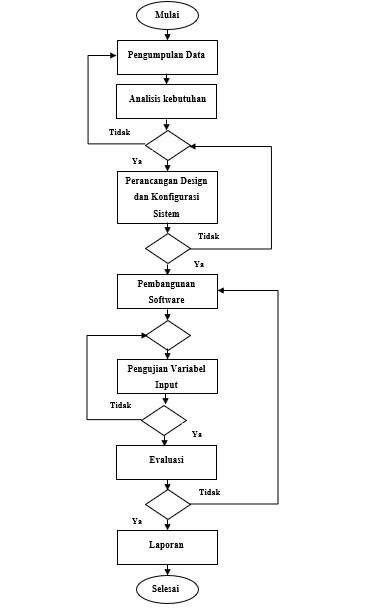 Mulai
Pengumpulan Data
Analisis kebutuhan
Tidak
Ya
Perancangan Design
dan Konfigurasi
Sistem
Tidak
Ya
Pembangunan
Software
Pengujian Variabel
Input
Tidak
Ya
Evaluasi
Tidak
Ya
Laporan
Selesai